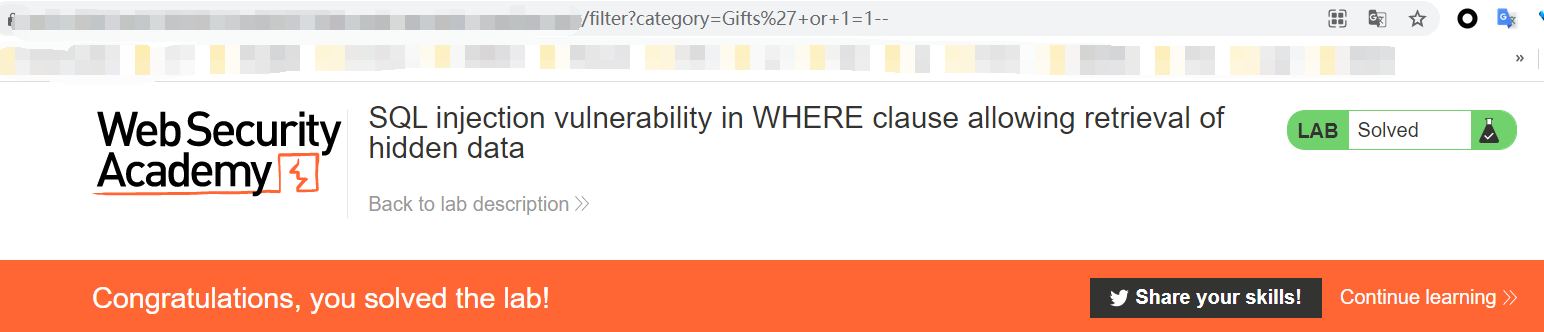 /filter?category=Gifts%27+or+1=1--
»
Web Security
Academy
SQL injection vulnerability in WHERE clause allowing retrieval of
hidden data
Back to lab description
LAB Solved
Congratulations, you solved the lab!
Share your skills!
Continue learning